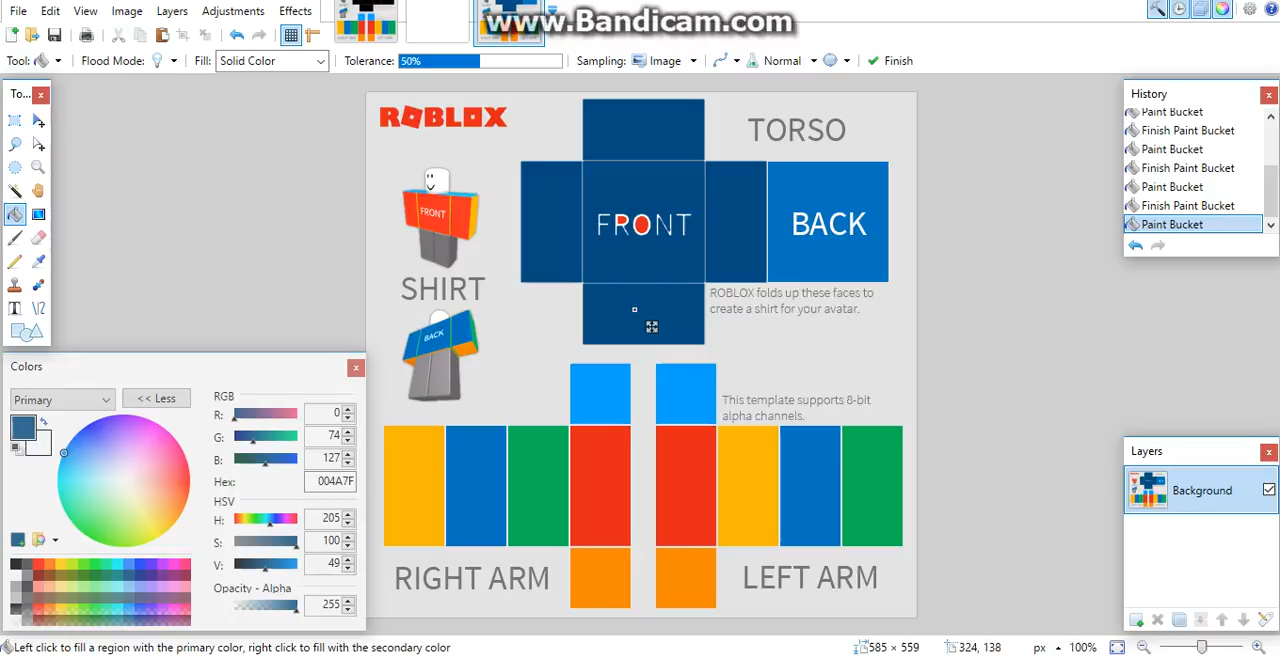 www.Bandicam.com
File Edit View Image Layers Adjustments Effects
Tool: Flood Mode: Fill: Solid Color Tolerance: 50% Sampling: Image Normal Finish
To...
ROBLOX
TORSO
FRONT
FRONT
BACK
SHIRT
ROBLOX folds up these faces to
create a shirt for your avatar.
BACK
This template supports 8-bit
alpha channels.
RIGHT ARM
LEFT ARM
History
Paint Bucket
Finish Paint Bucket
Paint Bucket
Finish Paint Bucket
Paint Bucket
Finish Paint Bucket
Paint Bucket
Colors
Primary
<< Less
RGB
R: 0
G: 74
B: 127
Hex: 004A7F
HSV
H: 205
S: 100
V: 49
Opacity - Alpha
255
Layers
Background
Left click to fill a region with the primary color, right click to fill with the secondary color
585 × 559
324, 138
px
100%